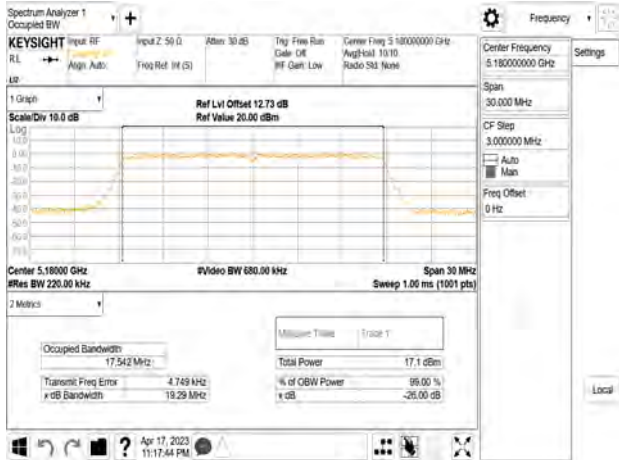 Spectrum Analyzer 1
Occupied BW
Frequency
KEYSIGHT
RL
Input: RF
Align: Auto
Input Z: 50 Ω
Freq Ref: Int (S)
Atten: 30 dB
Trig: Free Run
Gate: Off
#IF Gain: Low
Center Freq: 5.180000000 GHz
Avg|Hold: 10/10
Radio Std: None
Center Frequency
5.180000000 GHz
Settings
Span
30.000 MHz
CF Step
3.000000 MHz
Auto
Man
Freq Offset
0 Hz
1 Graph
Scale/Div 10.0 dB
Ref Lvl Offset 12.73 dB
Ref Value 20.00 dBm
Log
Center 5.18000 GHz
#Res BW 220.00 kHz
#Video BW 680.00 kHz
Span 30 MHz
Sweep 1.00 ms (1001 pts)
2 Metrics
Measure Trace
Trace 1
Occupied Bandwidth
17.542 MHz
Total Power
17.1 dBm
Transmit Freq Error
4.749 kHz
% of OBW Power
99.00 %
x dB Bandwidth
19.29 MHz
x dB
-26.00 dB
Local
Apr 17, 2023
11:17:44 PM